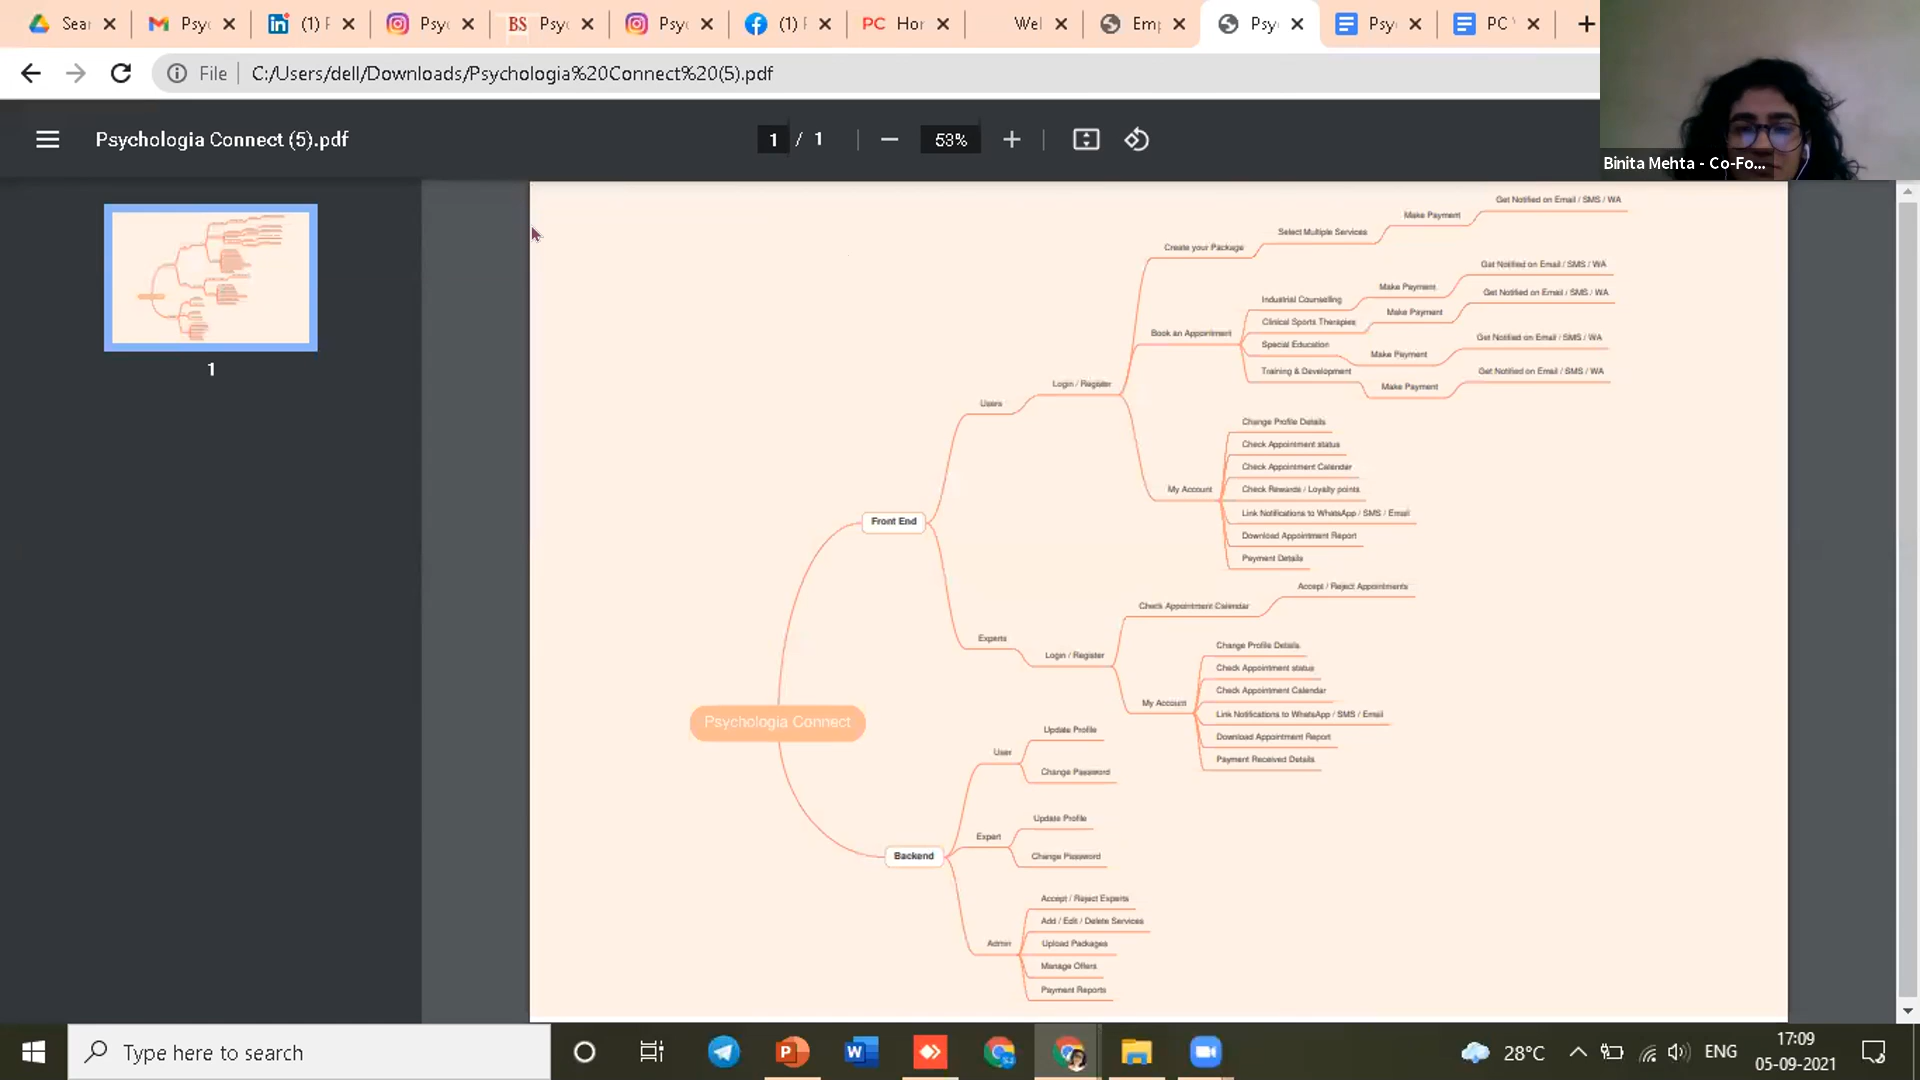 Sear
Psyc
(1) F
Psyc
BS Psyc
Psyc
(1) F
PC Hor
Wel
Emp
Psy
Psyc
PC
File C:/Users/dell/Downloads/Psychologia%20Connect%20(5).pdf
Psychologia Connect (5).pdf
1 / 1
53%
Binita Mehta - Co-Fo...
1
Psychologia Connect
Front End
Users
Login / Register
Create your Package
Select Multiple Services
Make Payment
Get Notified on Email / SMS / WA
Book an Appointment
Industrial Counselling
Make Payment
Get Notified on Email / SMS / WA
Clinical Sports Therapies
Make Payment
Get Notified on Email / SMS / WA
Special Education
Make Payment
Get Notified on Email / SMS / WA
Training & Development
Make Payment
Get Notified on Email / SMS / WA
My Account
Change Profile Details
Check Appointment status
Check Appointment Calendar
Check Rewards / Loyalty points
Link Notifications to WhatsApp / SMS / Email
Download Appointment Report
Payment Details
Experts
Login / Register
Check Appointment Calendar
Accept / Reject Appointments
My Account
Change Profile Details
Check Appointment status
Check Appointment Calendar
Link Notifications to WhatsApp / SMS / Email
Download Appointment Report
Payment Received Details
Backend
User
Update Profile
Change Password
Expert
Update Profile
Change Password
Admin
Accept / Reject Experts
Add / Edit / Delete Services
Upload Packages
Manage Offers
Payment Reports
Type here to search
28°C
ENG
17:09
05-09-2021